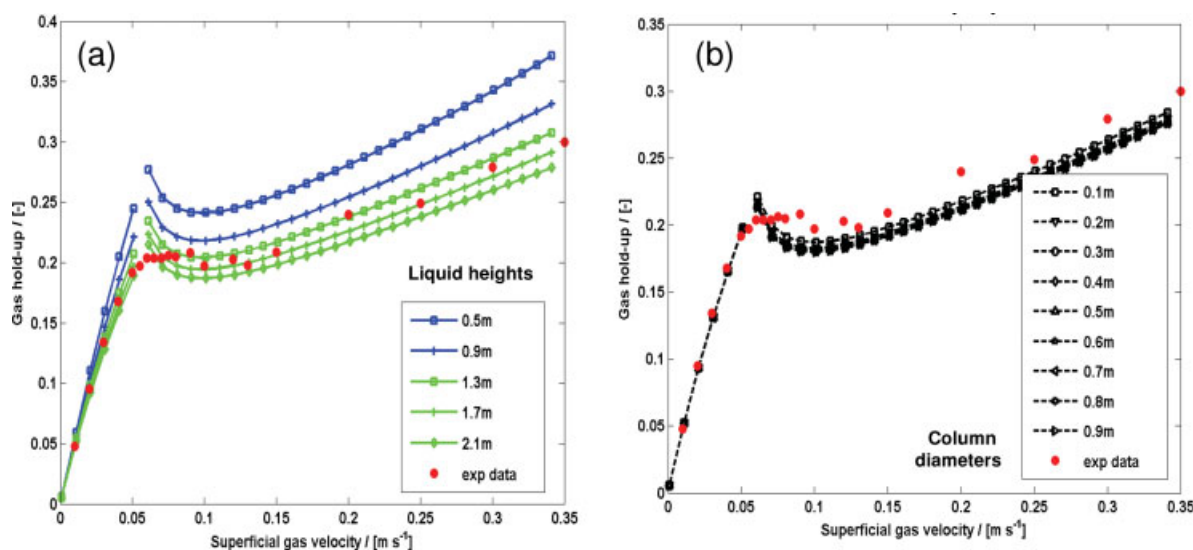 (a)
0.4
0.35
0.3
0.25
0.2
0.15
0.1
0.05
0
Gas hold-up / [-]
Liquid heights
0.5m
0.9m
1.3m
1.7m
2.1m
exp data
0 0.05 0.1 0.15 0.2 0.25 0.3 0.35
Superficial gas velocity / [m s⁻¹]
(b)
0.35
0.3
0.25
0.2
0.15
0.1
0.05
0
Gas hold-up / [-]
Column
diameters
0.1m
0.2m
0.3m
0.4m
0.5m
0.6m
0.7m
0.8m
0.9m
exp data
0 0.05 0.1 0.15 0.2 0.25 0.3 0.35
Superficial gas velocity / [m s⁻¹]